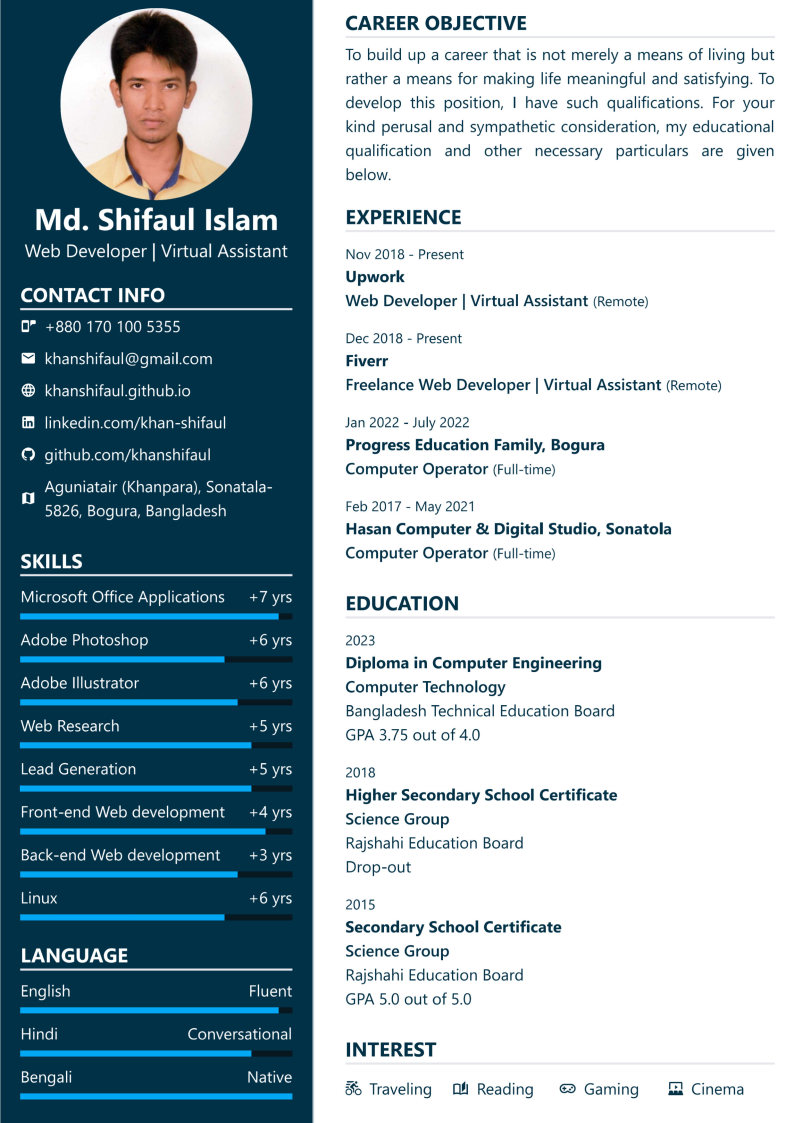 Md. Shifaul Islam
Web Developer | Virtual Assistant
CONTACT INFO
+880 170 100 5355
khanshifaul@gmail.com
khanshifaul.github.io
linkedin.com/khan-shifaul
github.com/khanshifaul
Aguniatair (Khanpara), Sonatala-
5826, Bogura, Bangladesh
SKILLS
Microsoft Office Applications +7 yrs
Adobe Photoshop +6 yrs
Adobe Illustrator +6 yrs
Web Research +5 yrs
Lead Generation +5 yrs
Front-end Web development +4 yrs
Back-end Web development +3 yrs
Linux +6 yrs
LANGUAGE
English Fluent
Hindi Conversational
Bengali Native
CAREER OBJECTIVE
To build up a career that is not merely a means of living but
rather a means for making life meaningful and satisfying. To
develop this position, I have such qualifications. For your
kind perusal and sympathetic consideration, my educational
qualification and other necessary particulars are given
below.
EXPERIENCE
Nov 2018 - Present
Upwork
Web Developer | Virtual Assistant (Remote)
Dec 2018 - Present
Fiverr
Freelance Web Developer | Virtual Assistant (Remote)
Jan 2022 - July 2022
Progress Education Family, Bogura
Computer Operator (Full-time)
Feb 2017 - May 2021
Hasan Computer & Digital Studio, Sonatola
Computer Operator (Full-time)
EDUCATION
2023
Diploma in Computer Engineering
Computer Technology
Bangladesh Technical Education Board
GPA 3.75 out of 4.0
2018
Higher Secondary School Certificate
Science Group
Rajshahi Education Board
Drop-out
2015
Secondary School Certificate
Science Group
Rajshahi Education Board
GPA 5.0 out of 5.0
INTEREST
Traveling Reading Gaming Cinema